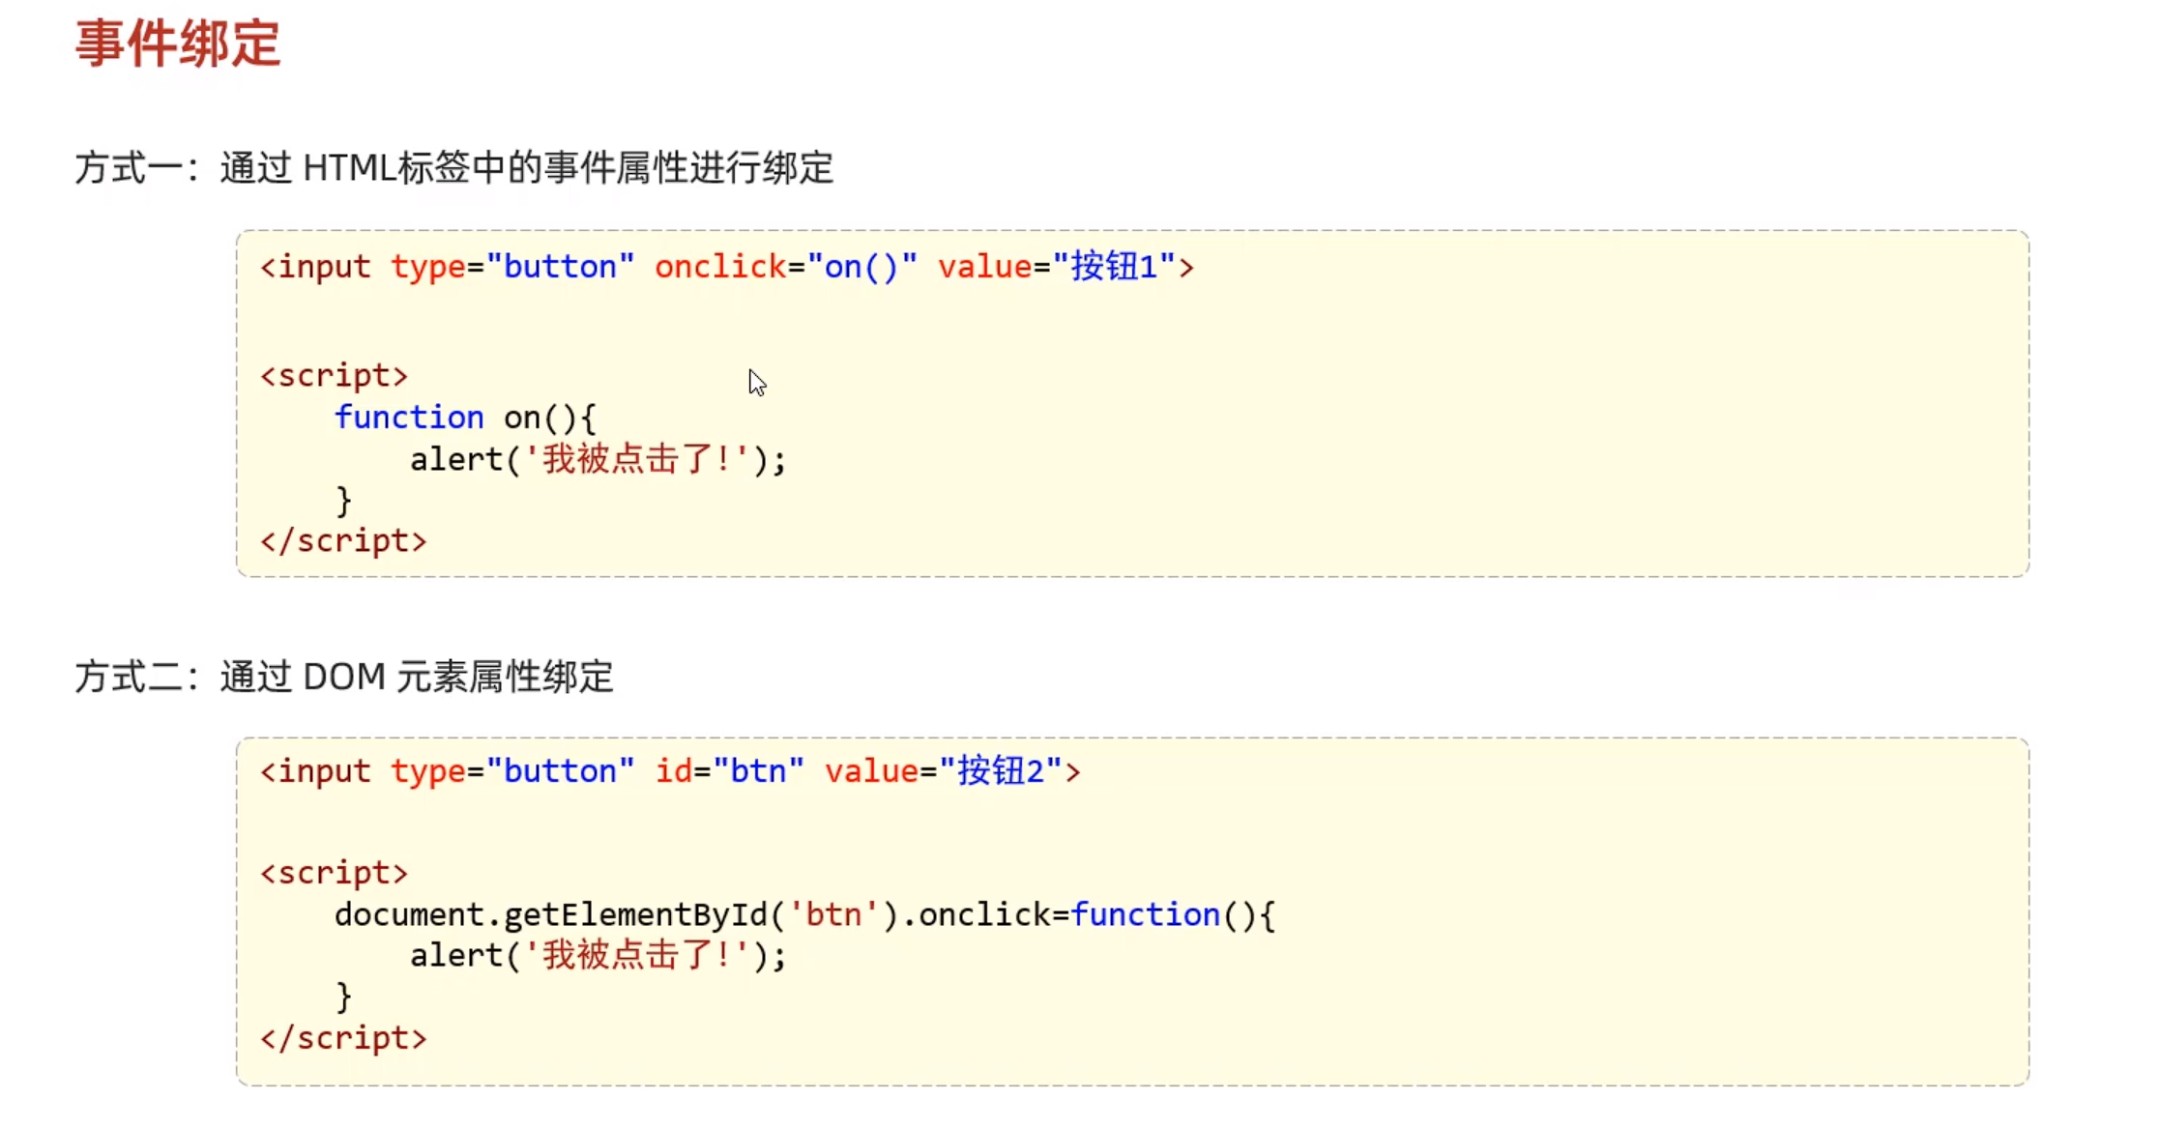 事件绑定
方式一：通过 HTML标签中的事件属性进行绑定
<input type="button" onclick="on()" value="按钮1">
<script>
    function on(){
        alert('我被点击了!');
    }
</script>
方式二：通过 DOM 元素属性绑定
<input type="button" id="btn" value="按钮2">
<script>
    document.getElementById('btn').onclick=function(){
        alert('我被点击了!');
    }
</script>